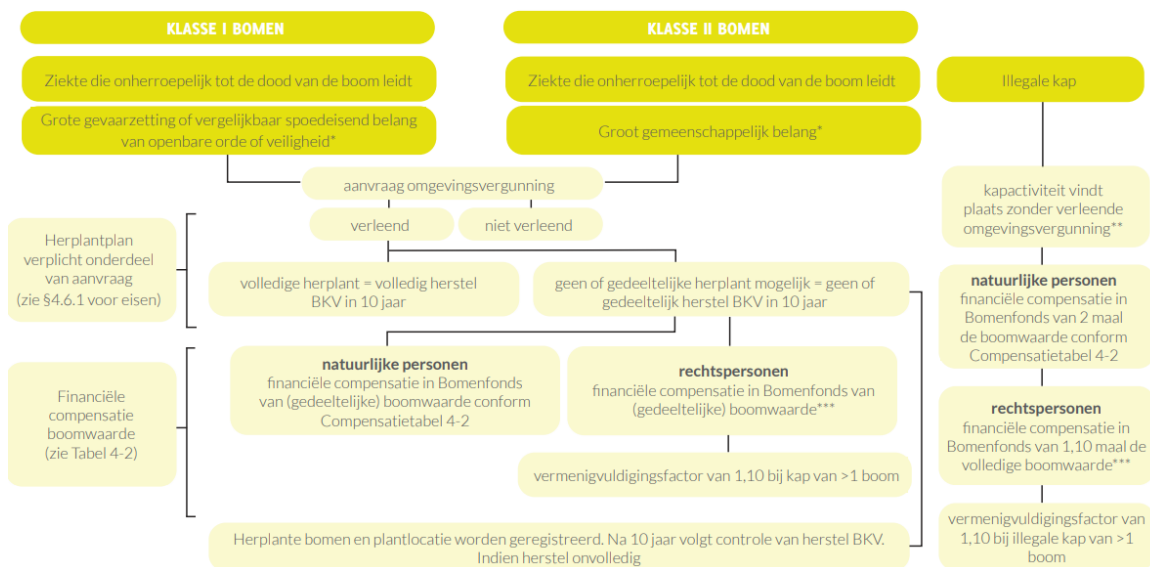 KLASSE I BOMEN
KLASSE II BOMEN
Ziekte die onherroepelijk tot de dood van de boom leidt
Ziekte die onherroepelijk tot de dood van de boom leidt
Illegale kap
Grote gevaarzetting of vergelijkbaar spoedeisend belang
van openbare orde of veiligheid*
Groot gemeenschappelijk belang*
aanvraag omgevingsvergunning
verleend
niet verleend
kapactiviteit vindt
plaats zonder verleende
omgevingsvergunning**
Herplantplan
verplicht onderdeel
van aanvraag
(zie §4.6.1 voor eisen)
volledige herplant = volledig herstel
BKV in 10 jaar
geen of gedeeltelijke herplant mogelijk = geen of
gedeeltelijk herstel BKV in 10 jaar
natuurlijke personen
financiële compensatie in
Bomenfonds van 2 maal
de boomwaarde conform
Compensatietabel 4-2
Financiële
compensatie
boomwaarde
(zie Tabel 4-2)
natuurlijke personen
financiële compensatie in Bomenfonds
van (gedeeltelijke) boomwaarde conform
Compensatietabel 4-2
rechtspersonen
financiële compensatie in Bomenfonds van
(gedeeltelijke) boomwaarde***
rechtspersonen
financiële compensatie in
Bomenfonds van 1,10 maal de
volledige boomwaarde***
vermenigvuldigingsfactor van 1,10 bij kap van >1 boom
vermenigvuldigingsfactor van
1,10 bij illegale kap van >1
boom
Herplante bomen en plantlocatie worden geregistreerd. Na 10 jaar volgt controle van herstel BKV.
Indien herstel onvolledig